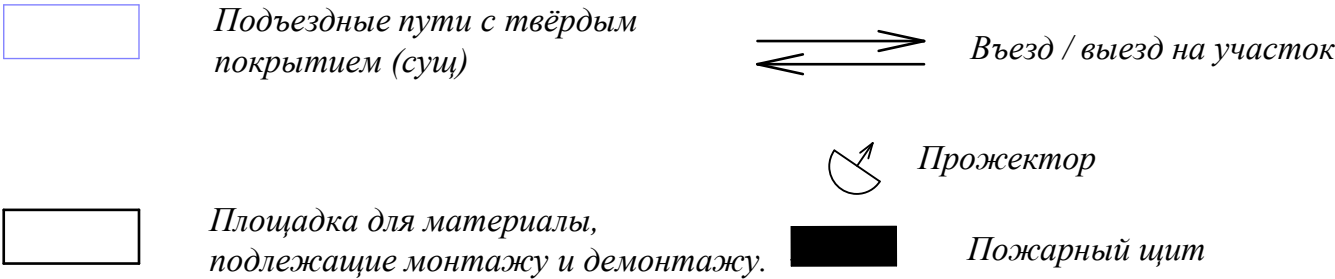 Подъездные пути с твёрдым
покрытием (сущ)
Въезд / выезд на участок
Прожектор
Площадка для материалы,
подлежащие монтажу и демонтажу.
Пожарный щит